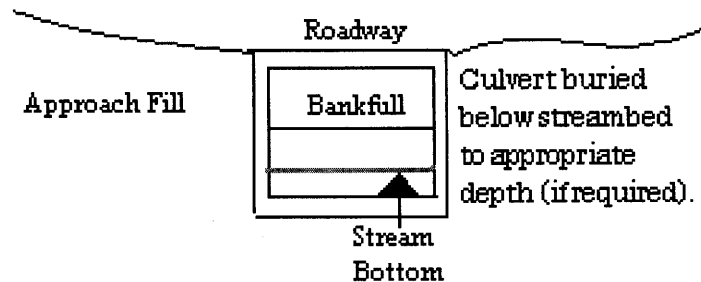 Roadway
Approach Fill
Bankfull
Culvert buried
below streambed
to appropriate
depth (if required).
Stream
Bottom